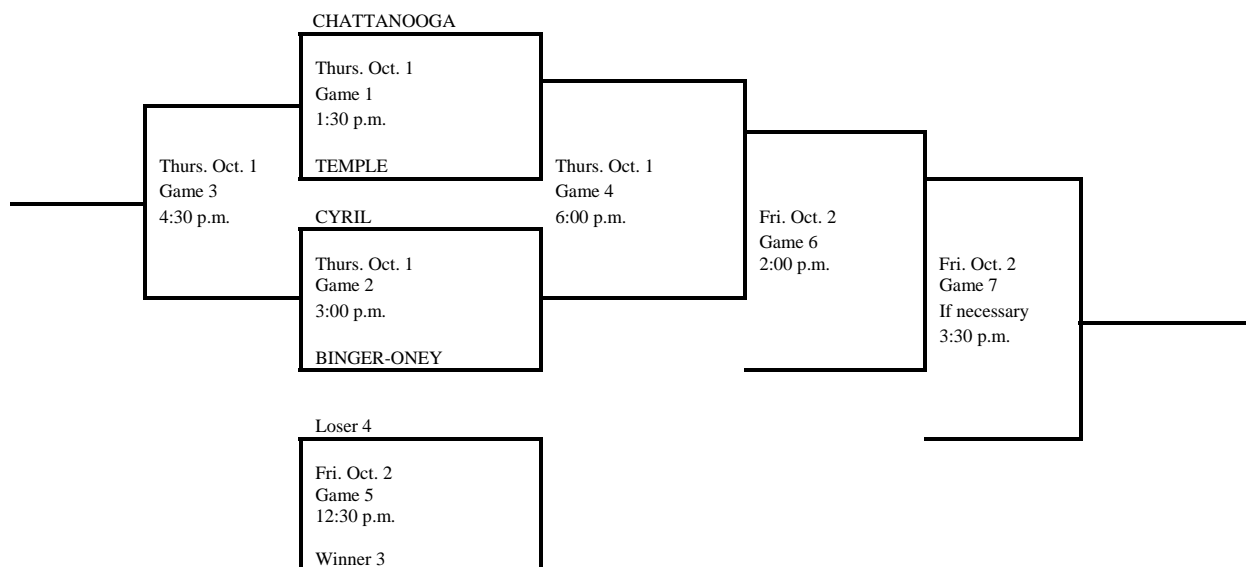 CHATTANOOGA
Thurs. Oct. 1
Game 1
1:30 p.m.
TEMPLE
Thurs. Oct. 1
Game 3
4:30 p.m.
Thurs. Oct. 1
Game 4
6:00 p.m.
CYRIL
Thurs. Oct. 1
Game 2
3:00 p.m.
BINGER-ONEY
Fri. Oct. 2
Game 6
2:00 p.m.
Fri. Oct. 2
Game 7
If necessary
3:30 p.m.
Loser 4
Fri. Oct. 2
Game 5
12:30 p.m.
Winner 3